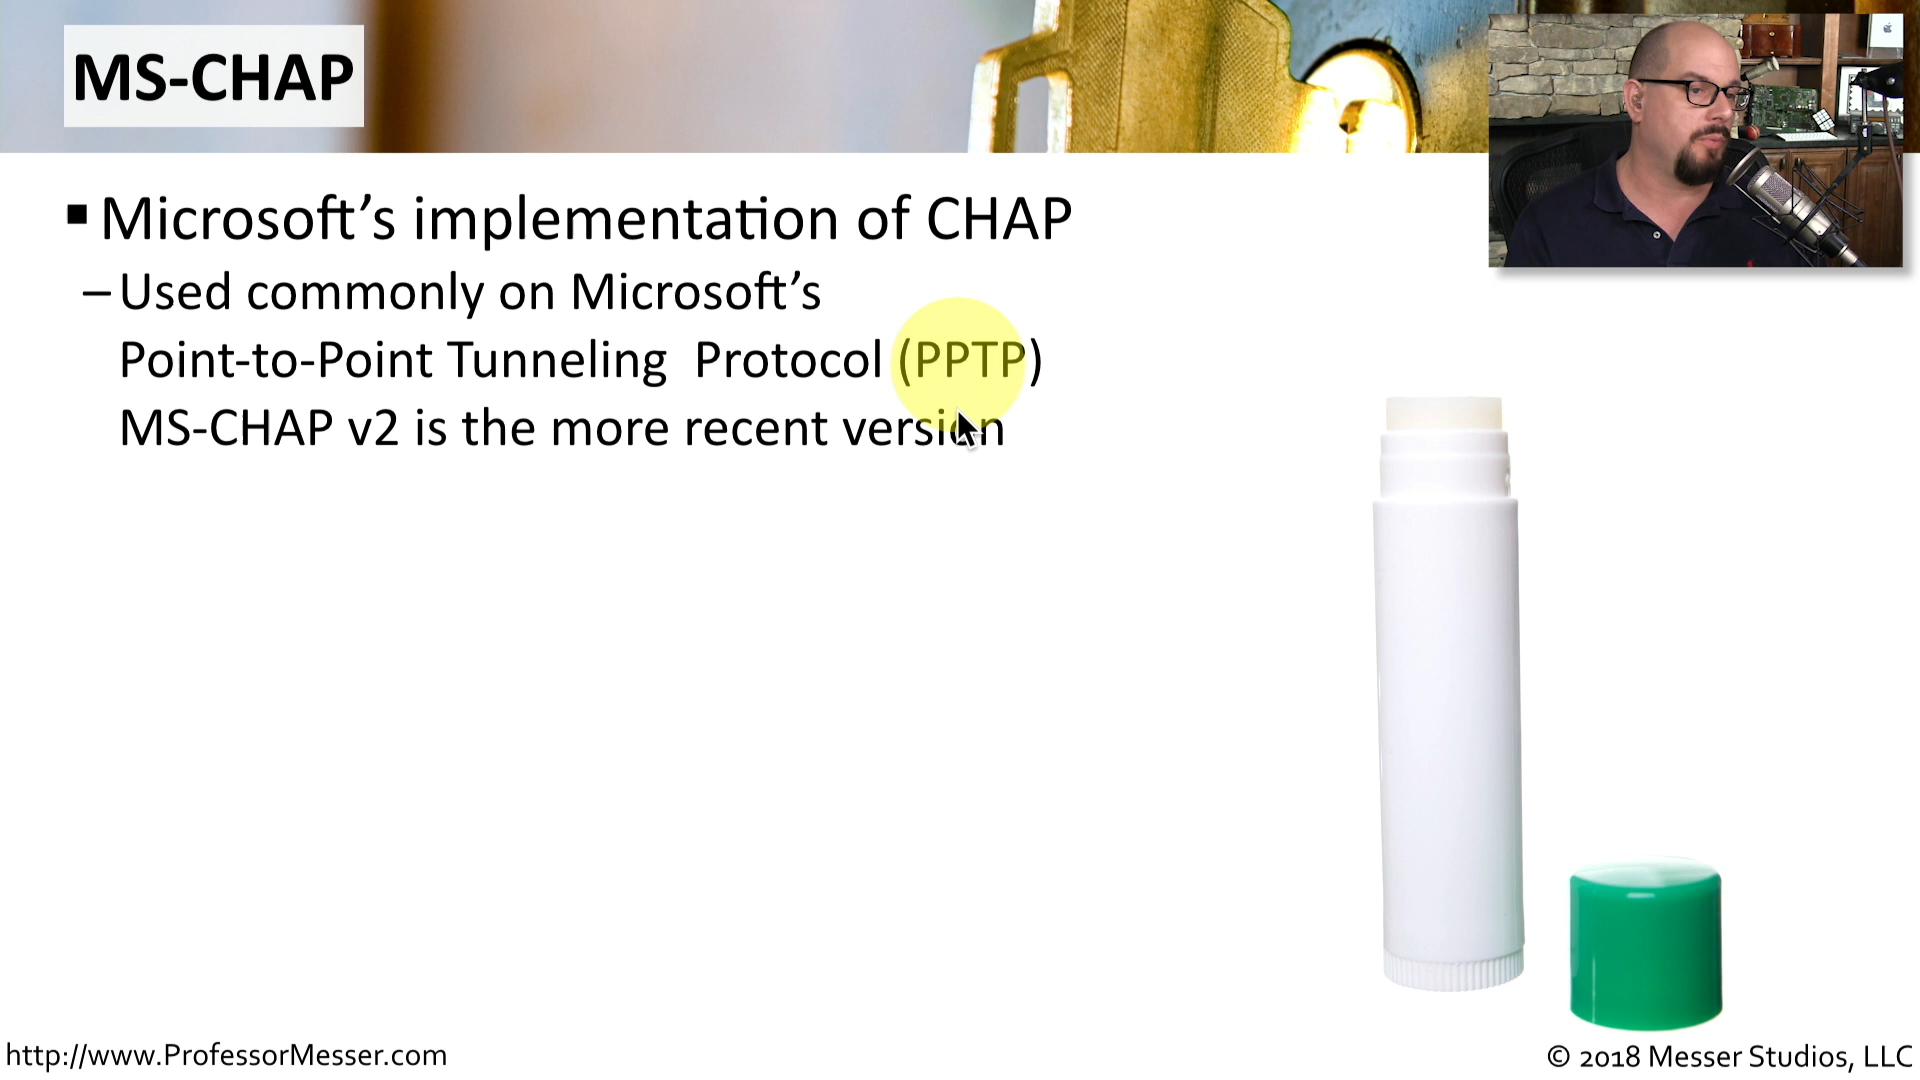 MS-CHAP
▪ Microsoft’s implementation of CHAP
– Used commonly on Microsoft’s
Point-to-Point Tunneling  Protocol (PPTP)
MS-CHAP v2 is the more recent version
http://www.ProfessorMesser.com
© 2018 Messer Studios, LLC